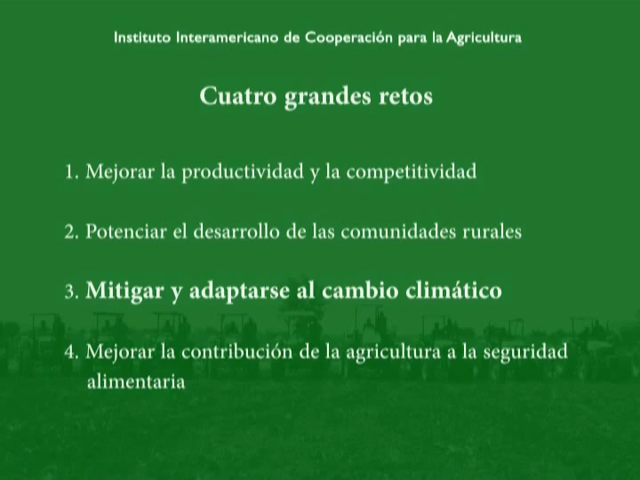 Instituto Interamericano de Cooperación para la Agricultura
Cuatro grandes retos
1. Mejorar la productividad y la competitividad
2. Potenciar el desarrollo de las comunidades rurales
3. Mitigar y adaptarse al cambio climático
4. Mejorar la contribución de la agricultura a la seguridad
alimentaria